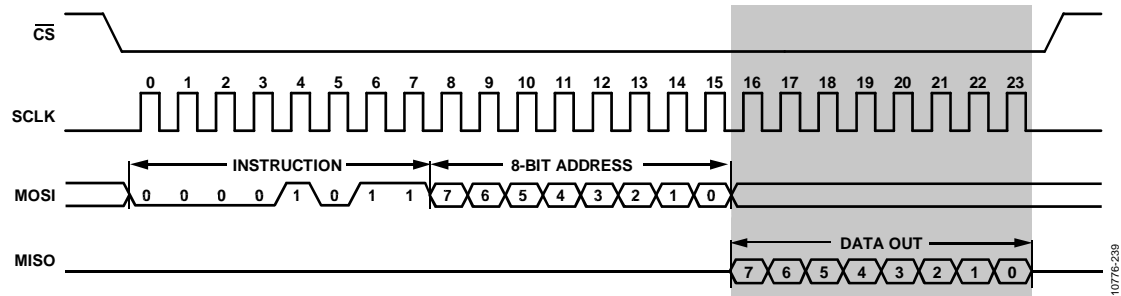 CS
0 1 2 3 4 5 6 7 8 9 10 11 12 13 14 15 16 17 18 19 20 21 22 23
SCLK
INSTRUCTION 8-BIT ADDRESS
MOSI 0 0 0 0 1 0 1 1 7 6 5 4 3 2 1 0
DATA OUT
MISO
7 6 5 4 3 2 1 0
10776-239